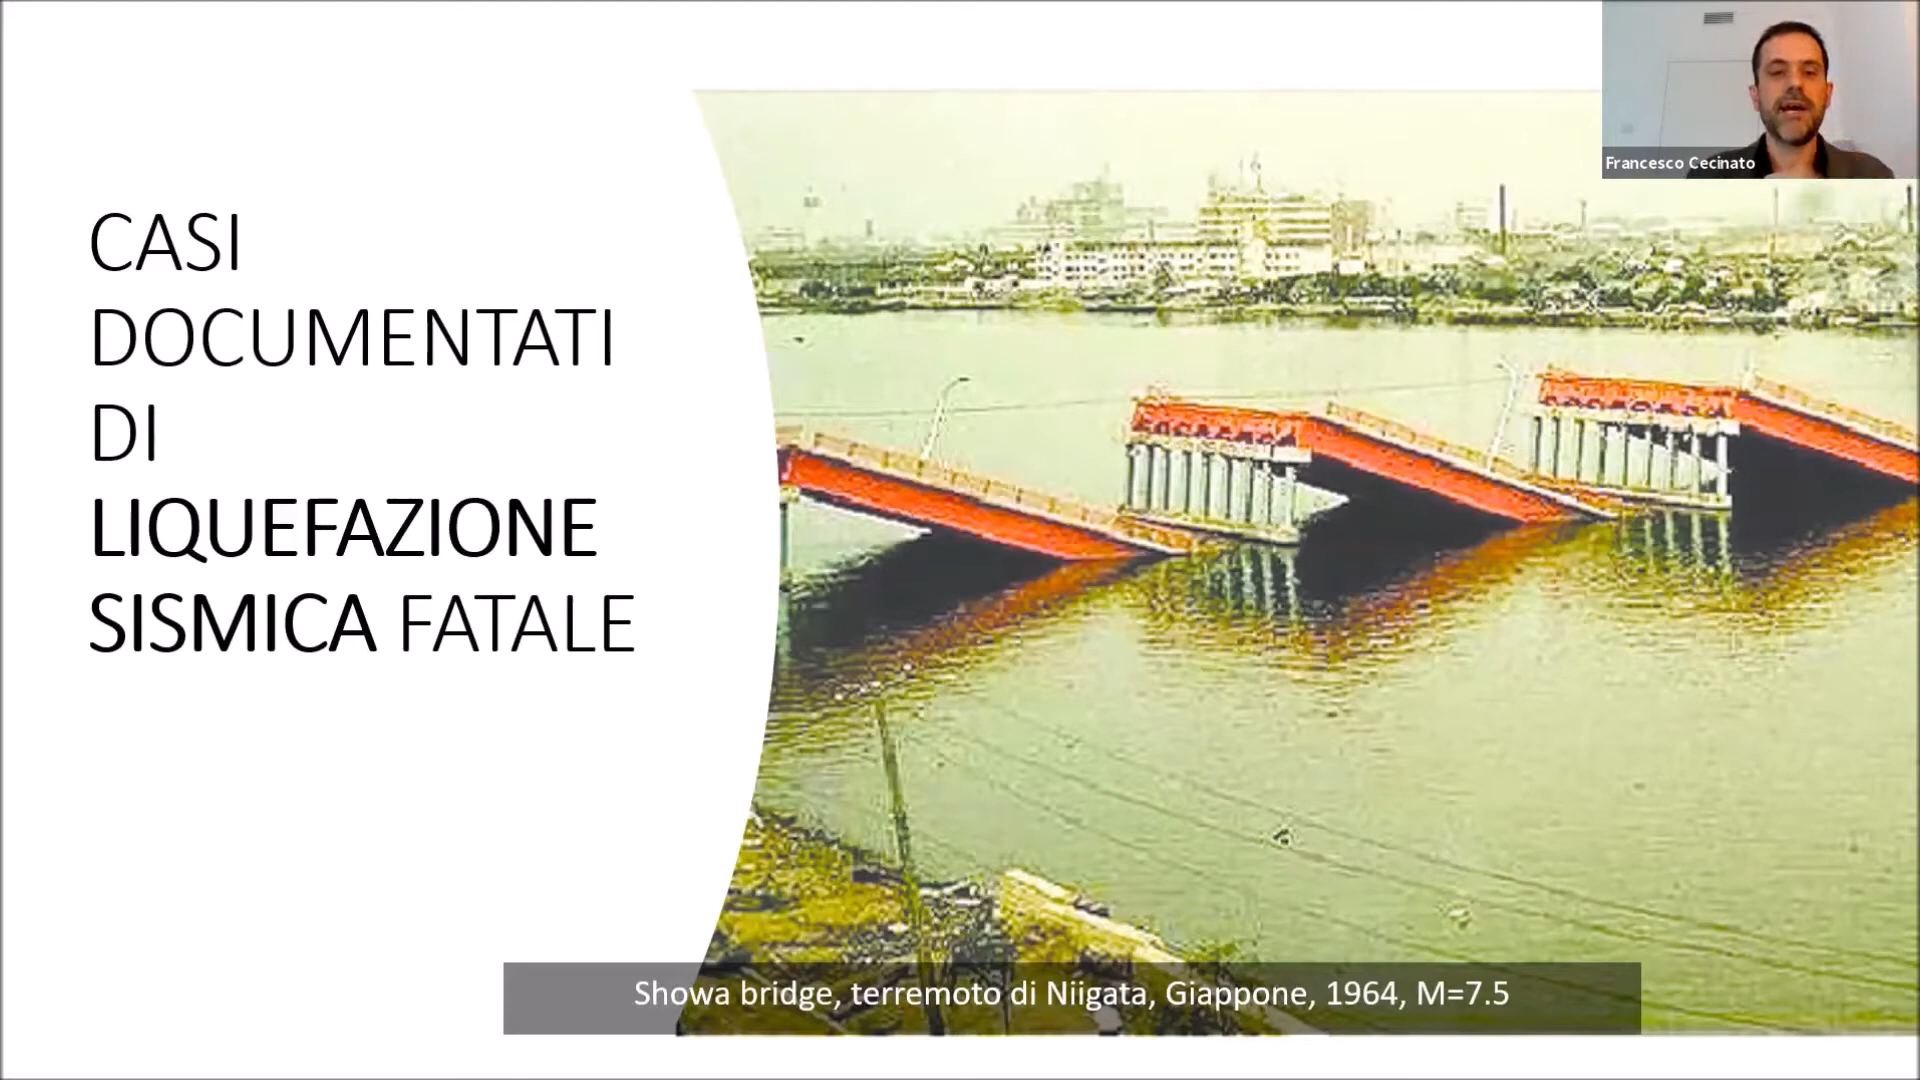 CASI
DOCUMENTATI
DI
LIQUEFAZIONE
SISMICA FATALE
Francesco Cecinato
Showa bridge, terremoto di Niigata, Giappone, 1964, M=7.5